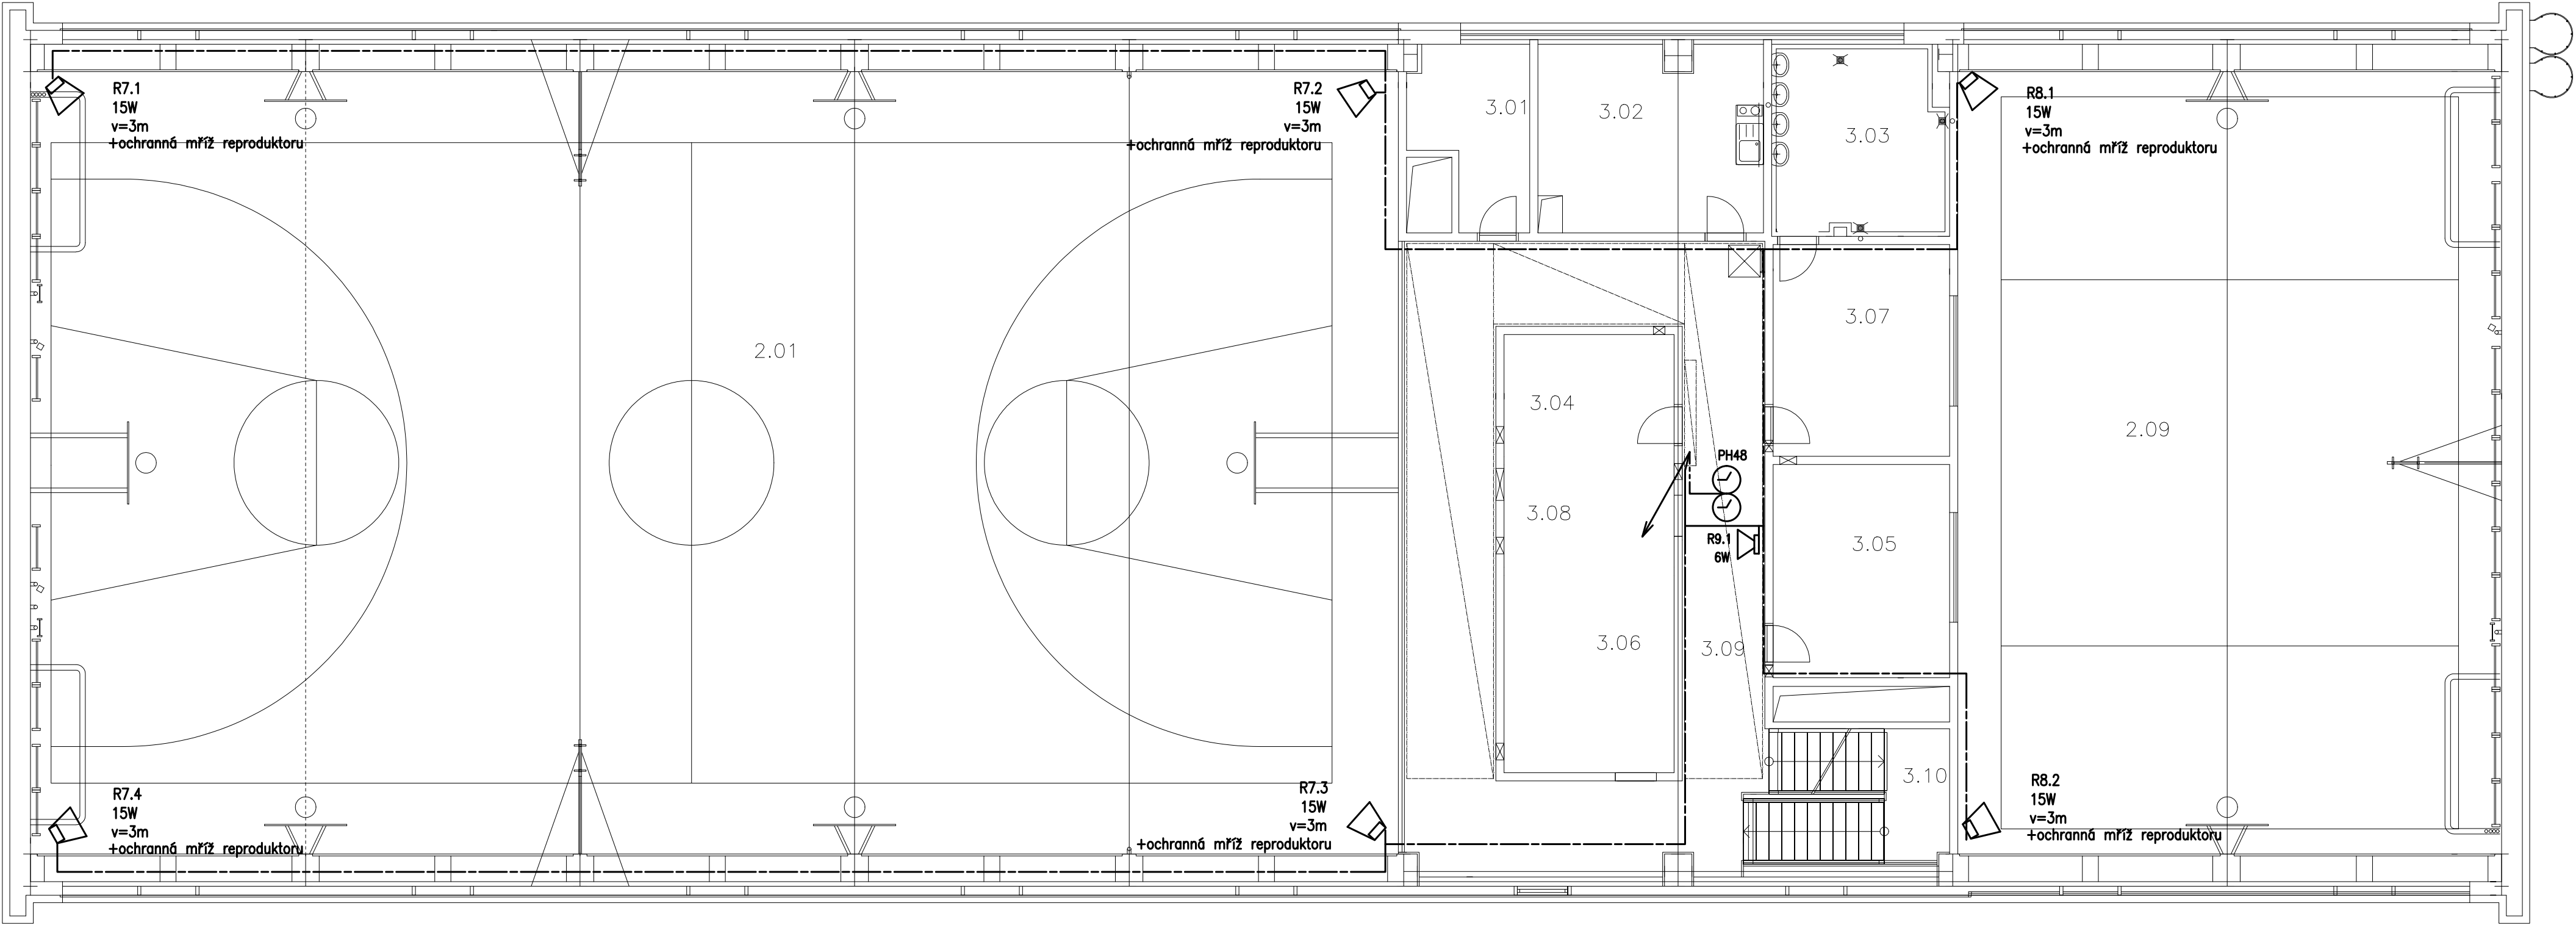 R7.1
15W
v=3m
+ochranná mříž reproduktoru
R7.2
15W
v=3m
+ochranná mříž reproduktoru
3.01
3.02
3.03
R8.1
15W
v=3m
+ochranná mříž reproduktoru
2.01
3.07
3.04
2.09
PH48
3.08
R9.1
6W
3.05
3.06
3.09
3.10
R7.4
15W
v=3m
+ochranná mříž reproduktoru
R7.3
15W
v=3m
+ochranná mříž reproduktoru
R8.2
15W
v=3m
+ochranná mříž reproduktoru